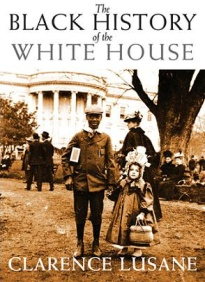 The
BLACK HISTORY
of the
WHITE HOUSE
CLARENCE LUSANE